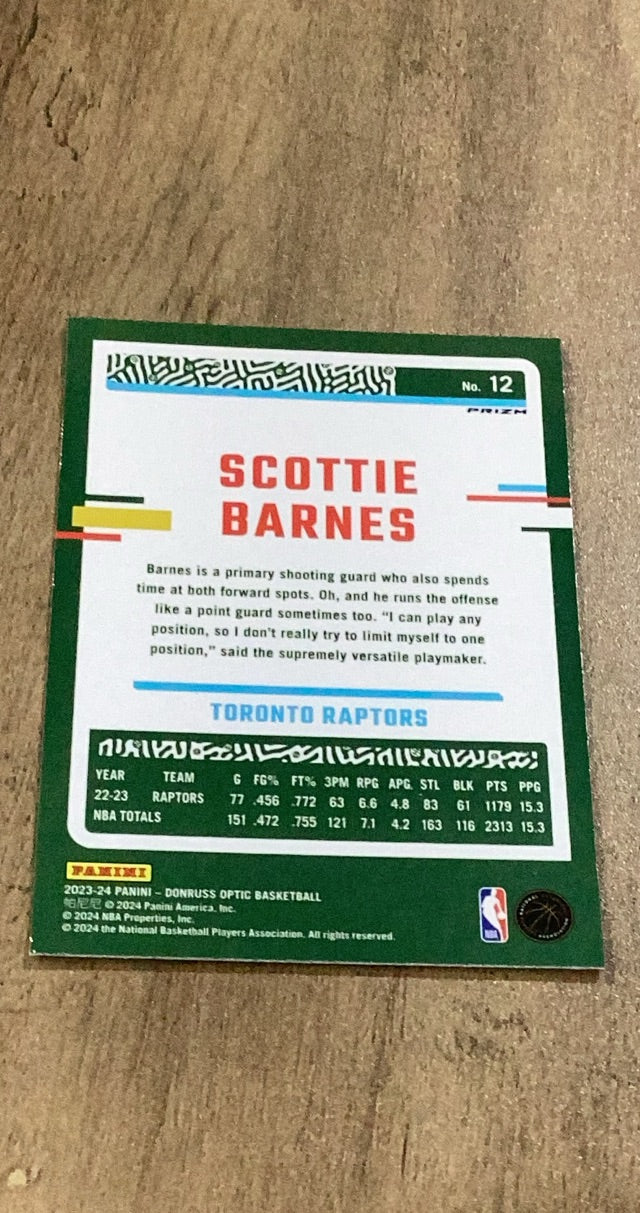 No. 12
PRIZM
SCOTTIE
BARNES
Barnes is a primary shooting guard who also spends
time at both forward spots. Oh, and he runs the offense
like a point guard sometimes too. “I can play any
position, so I don’t really try to limit myself to one
position,” said the supremely versatile playmaker.
TORONTO RAPTORS
YEAR TEAM G FG% FT% 3PM RPG APG STL BLK PTS PPG
22-23 RAPTORS 77 .456 .772 63 6.6 4.8 83 61 1179 15.3
NBA TOTALS 151 .472 .755 121 7.1 4.2 163 116 2313 15.3
PANINI
2023-24 PANINI – DONRUSS OPTIC BASKETBALL
帕尼尼 © 2024 Panini America, Inc.
© 2024 NBA Properties, Inc.
© 2024 the National Basketball Players Association. All rights reserved.
NBA